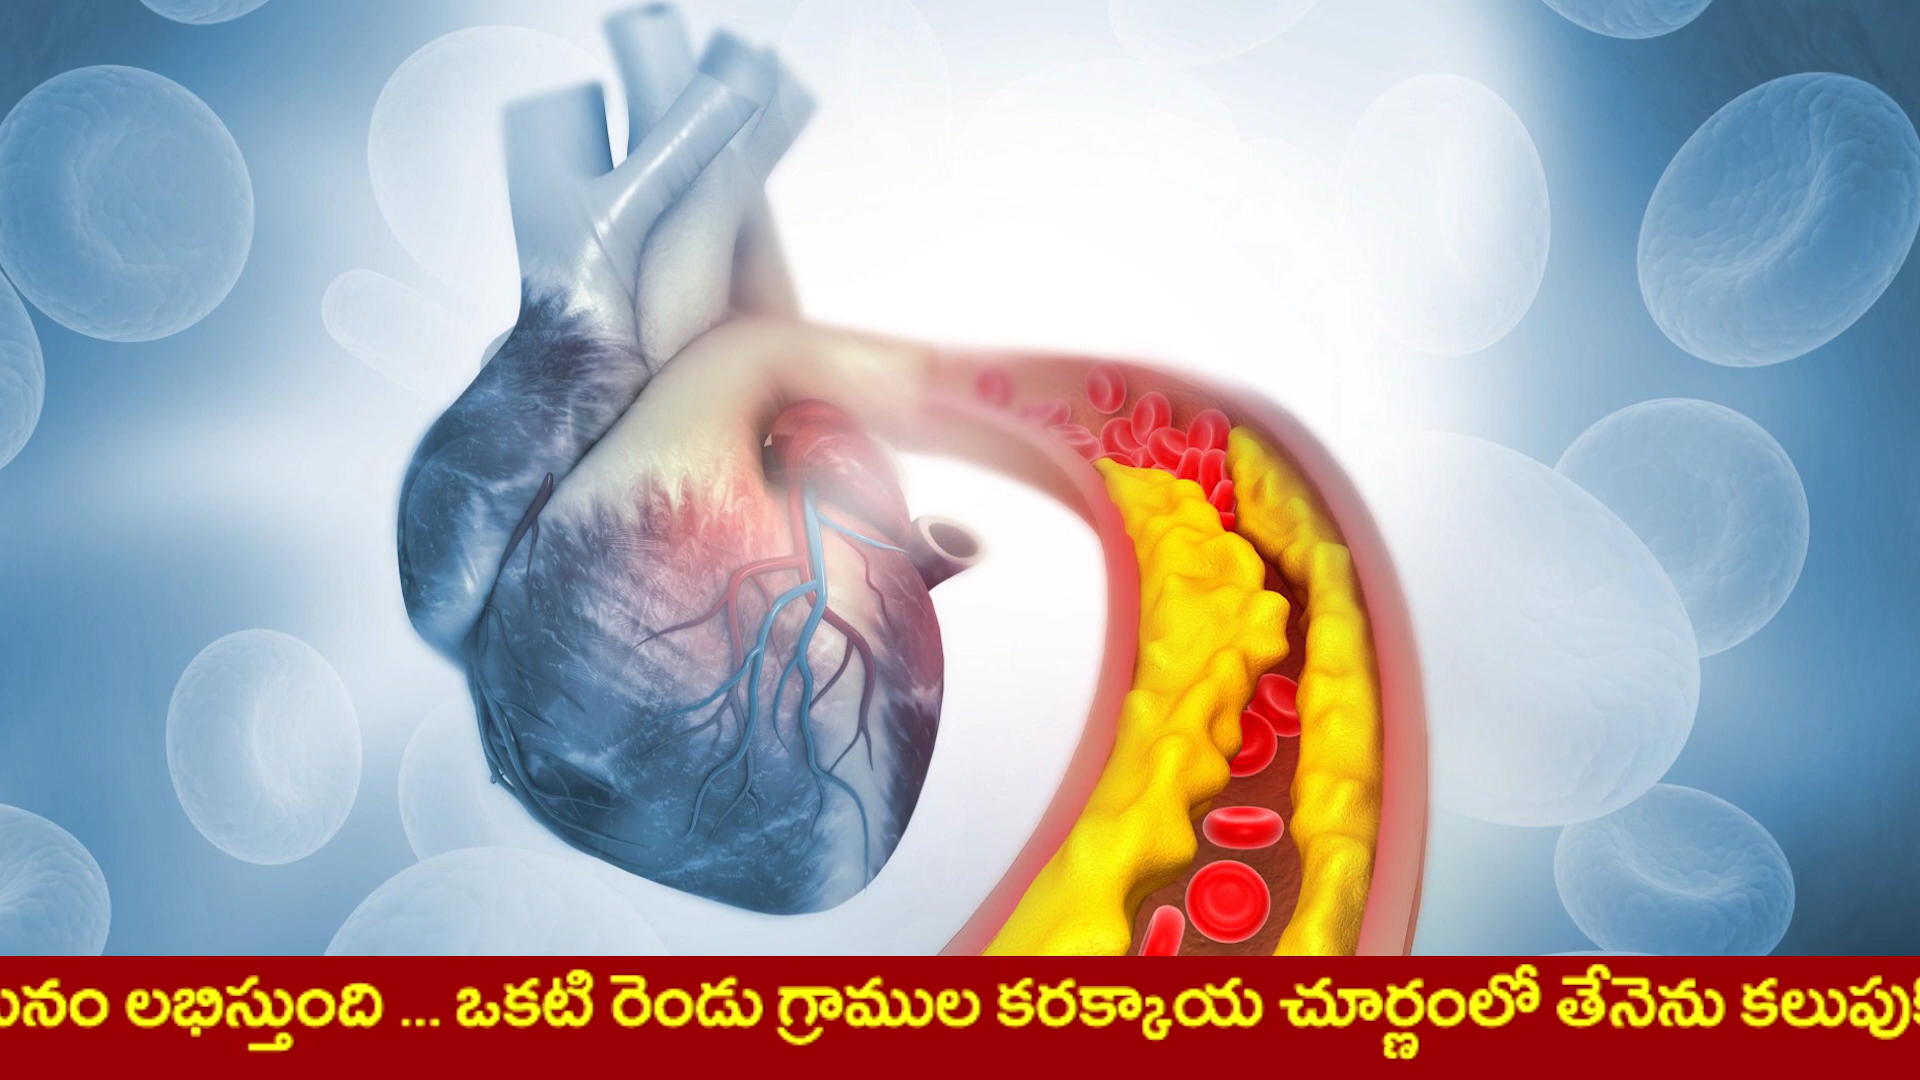 లభిస్తుంది ... ఒకటి రెండు గ్రాముల కరక్కాయ చూర్ణంలో తేనెను